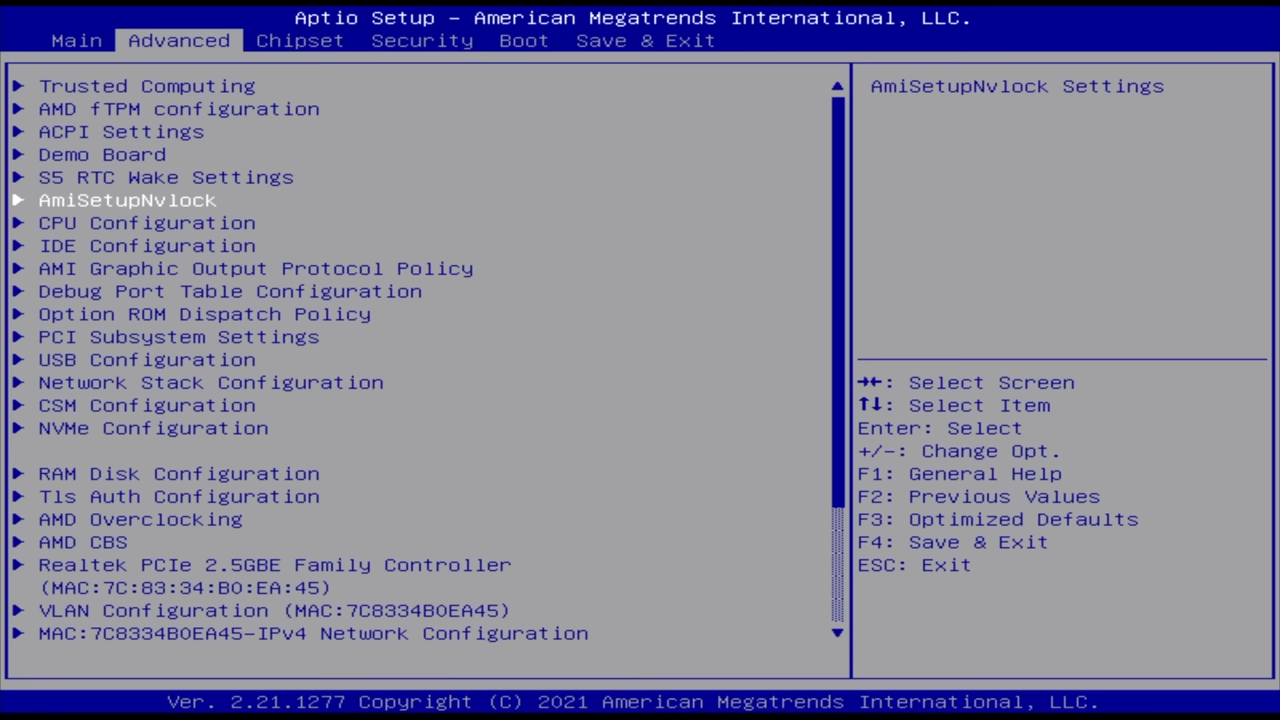 Aptio Setup - American Megatrends International, LLC.
Main Advanced Chipset Security Boot Save & Exit
Trusted Computing
AMD fTPM configuration
ACPI Settings
Demo Board
S5 RTC Wake Settings
AmiSetupNvlock
CPU Configuration
IDE Configuration
AMI Graphic Output Protocol Policy
Debug Port Table Configuration
Option ROM Dispatch Policy
PCI Subsystem Settings
USB Configuration
Network Stack Configuration
CSM Configuration
NVMe Configuration
RAM Disk Configuration
Tls Auth Configuration
AMD Overclocking
AMD CBS
Realtek PCIe 2.5GBE Family Controller
(MAC:7C:83:34:B0:EA:45)
VLAN Configuration (MAC:7C8334B0EA45)
MAC:7C8334B0EA45-IPv4 Network Configuration
AmiSetupNvlock Settings
→←: Select Screen
↑↓: Select Item
Enter: Select
+/-: Change Opt.
F1: General Help
F2: Previous Values
F3: Optimized Defaults
F4: Save & Exit
ESC: Exit
Ver. 2.21.1277 Copyright (C) 2021 American Megatrends International, LLC.